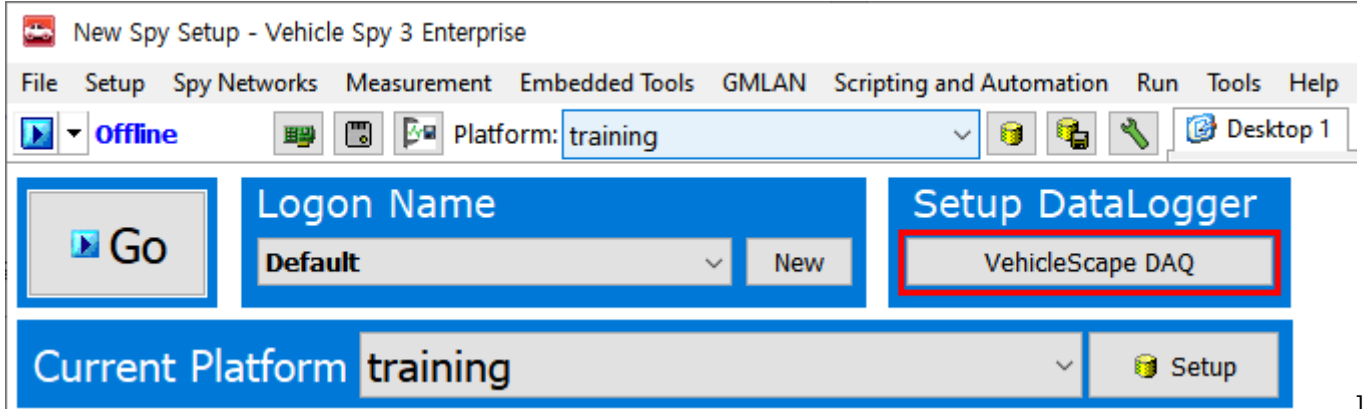 New Spy Setup - Vehicle Spy 3 Enterprise
File Setup Spy Networks Measurement Embedded Tools GMLAN Scripting and Automation Run Tools Help
Offline Platform: training Desktop 1
Go
Logon Name
Default New
Setup DataLogger
VehicleScape DAQ
Current Platform training Setup